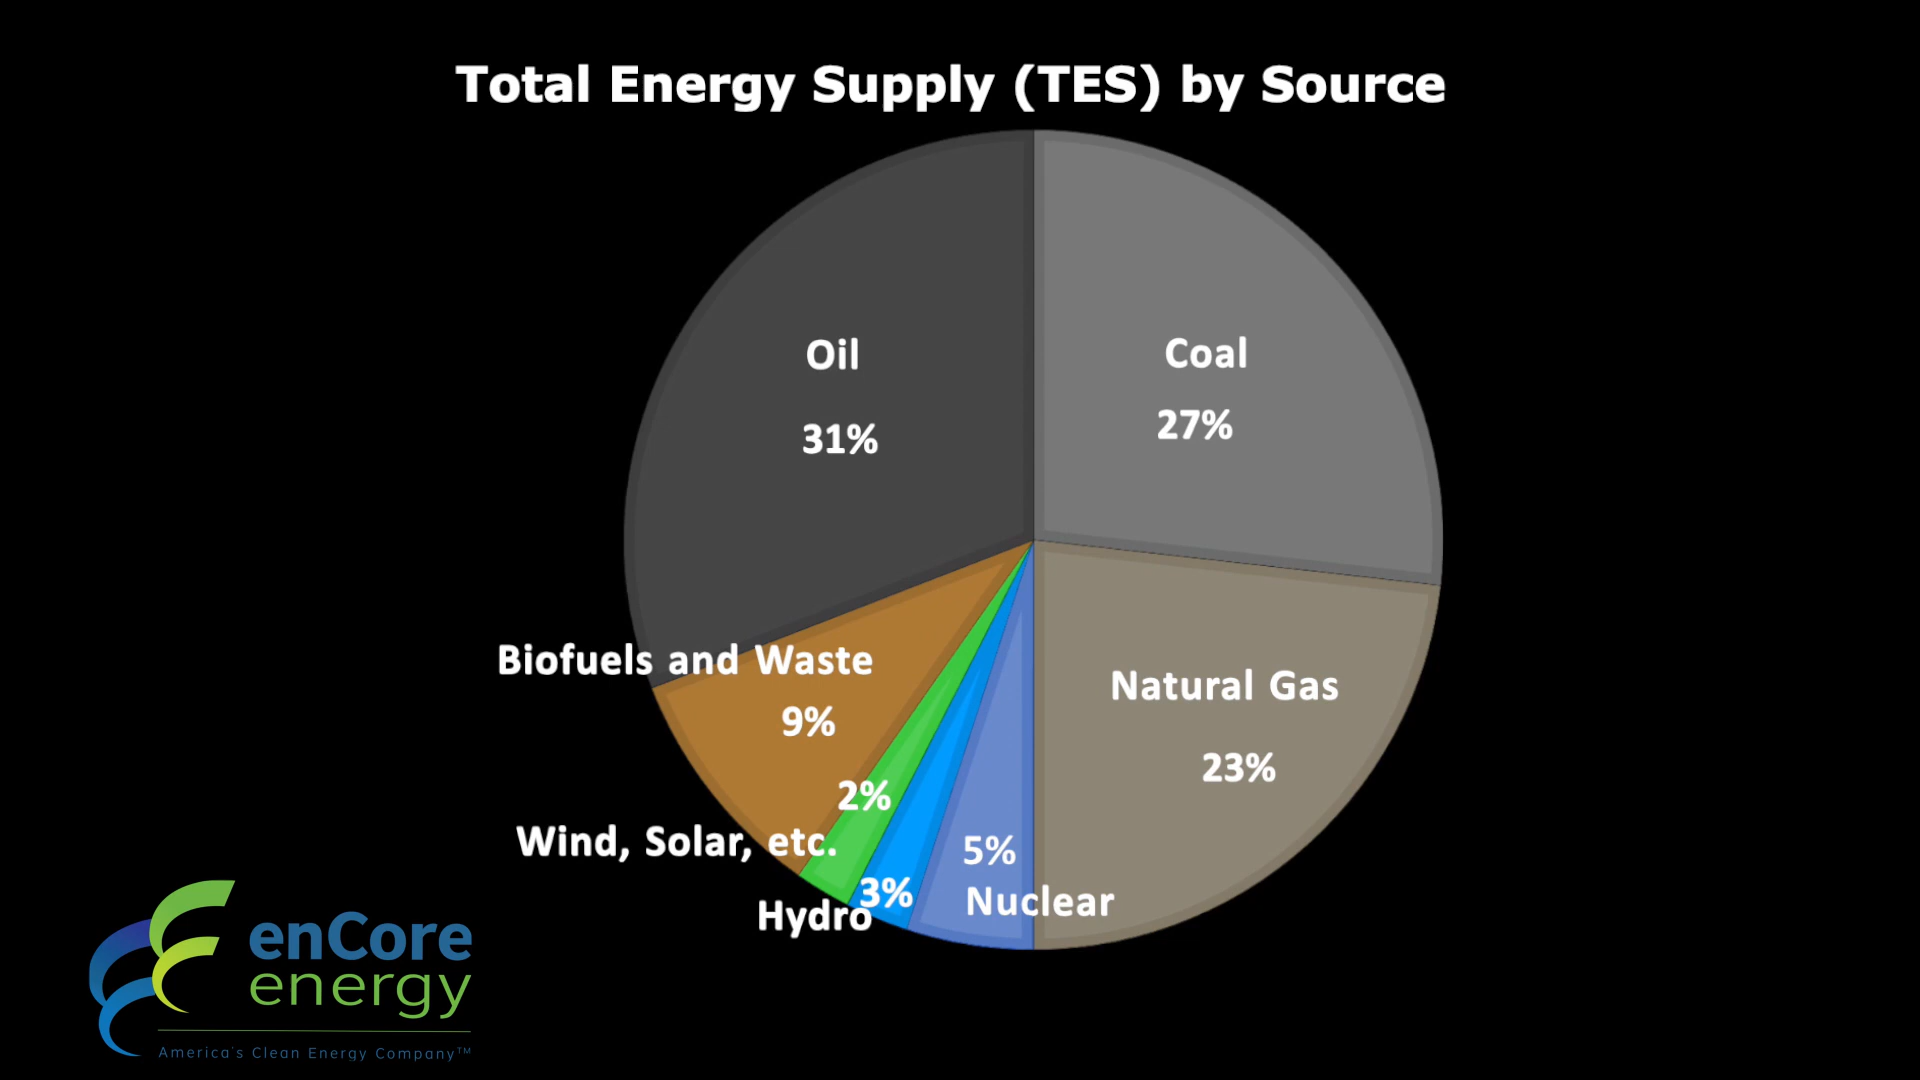 Total Energy Supply (TES) by Source
Oil
31%
Coal
27%
Natural Gas
23%
Biofuels and Waste
9%
2%
Wind, Solar, etc.
3%
Hydro
5%
Nuclear
enCore
energy
America's Clean Energy Company™